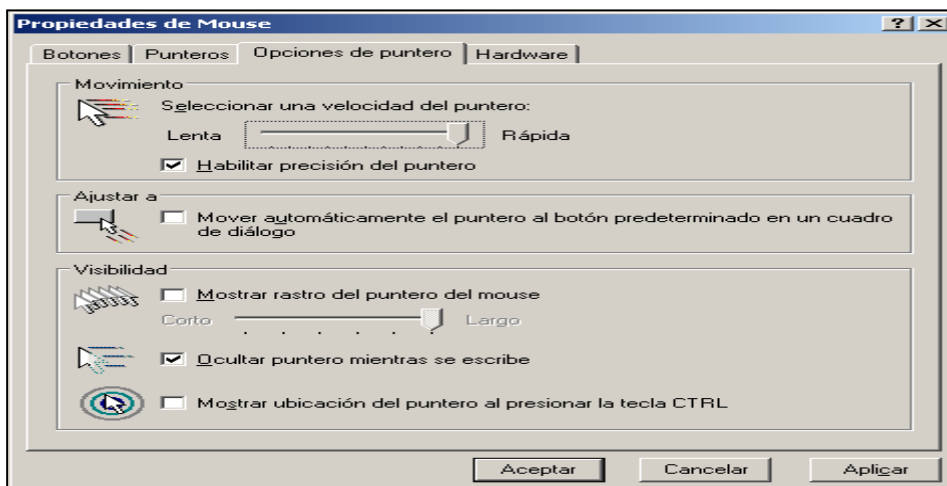 Propiedades de Mouse
Botones Punteros Opciones de puntero Hardware
Movimiento
Seleccionar una velocidad del puntero:
Lenta Rápida
Habilitar precisión del puntero
Ajustar a
Mover automáticamente el puntero al botón predeterminado en un cuadro
de diálogo
Visibilidad
Mostrar rastro del puntero del mouse
Corto Largo
Ocultar puntero mientras se escribe
Mostrar ubicación del puntero al presionar la tecla CTRL
Aceptar Cancelar Aplicar